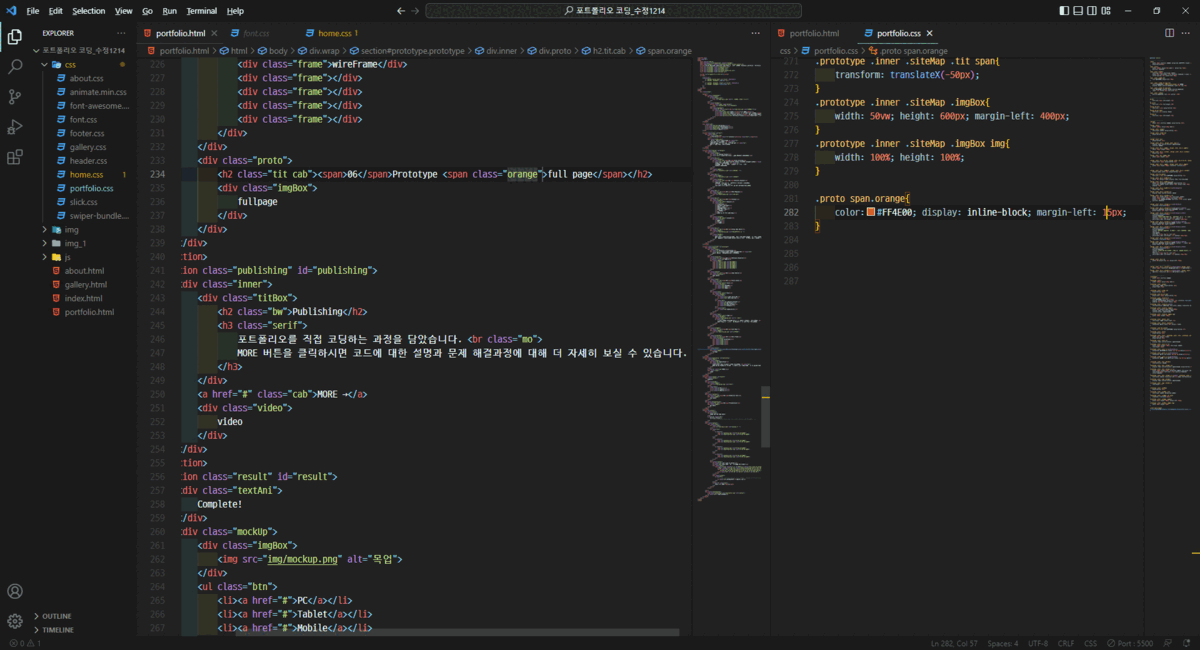 File Edit Selection View Go Run Terminal Help
포트폴리오 코딩_수정1214
EXPLORER ···
포트폴리오 코딩_수정1214
css
about.css
animate.min.css
font-awesome....
font.css
footer.css
gallery.css
header.css
home.css 1
portfolio.css
slick.css
swiper-bundle....
img
img_1
js
about.html
gallery.html
index.html
portfolio.html
OUTLINE
TIMELINE
portfolio.html
font.css
home.css 1
portfolio.html > html > body > div.wrap > section#prototype.prototype > div.inner > div.proto > h2.tit.cab > span.orange
226 <div class="frame">wireFrame</div>
227 <div class="frame"></div>
228 <div class="frame"></div>
229 <div class="frame"></div>
230 <div class="frame"></div>
231 </div>
232 </div>
233 <div class="proto">
234 <h2 class="tit cab"><span>06</span>Prototype <span class="orange">full page</span></h2>
235 <div class="imgBox">
236 fullpage
237 </div>
238 </div>
239 </div>
240 tion>
241 tion class="publishing" id="publishing">
242 <div class="inner">
243 <div class="titBox">
244 <h2 class="bw">Publishing</h2>
245 <h3 class="serif">
246 포트폴리오를 직접 코딩하는 과정을 담았습니다. <br class="mo">
247 MORE 버튼을 클릭하시면 코드에 대한 설명과 문제 해결과정에 대해 더 자세히 보실 수 있습니다.
248 </h3>
249 </div>
250 <a href="#" class="cab">MORE →</a>
251 <div class="video">
252 video
253 </div>
254 </div>
255 tion>
256 tion class="result" id="result">
257 <div class="textAni">
258 Complete!
259 </div>
260 <div class="mockUp">
261 <div class="imgBox">
262 <img src="img/mockup.png" alt="목업">
263 </div>
264 <ul class="btn">
265 <li><a href="#">PC</a></li>
266 <li><a href="#">Tablet</a></li>
267 <li><a href="#">Mobile</a></li>
portfolio.html
portfolio.css
css > portfolio.css > .proto span.orange
271 .prototype .inner .siteMap .tit span{
272 transform: translateX(-50px);
273 }
274 .prototype .inner .siteMap .imgBox{
275 width: 50vw; height: 600px; margin-left: 400px;
276 }
277 .prototype .inner .siteMap .imgBox img{
278 width: 100%; height: 100%;
279 }
280
281 .proto span.orange{
282 color: #FF4E00; display: inline-block; margin-left: 15px;
283 }
284
285
286
287
0 1
Ln 282, Col 57 Spaces: 4 UTF-8 CRLF CSS Port : 5500